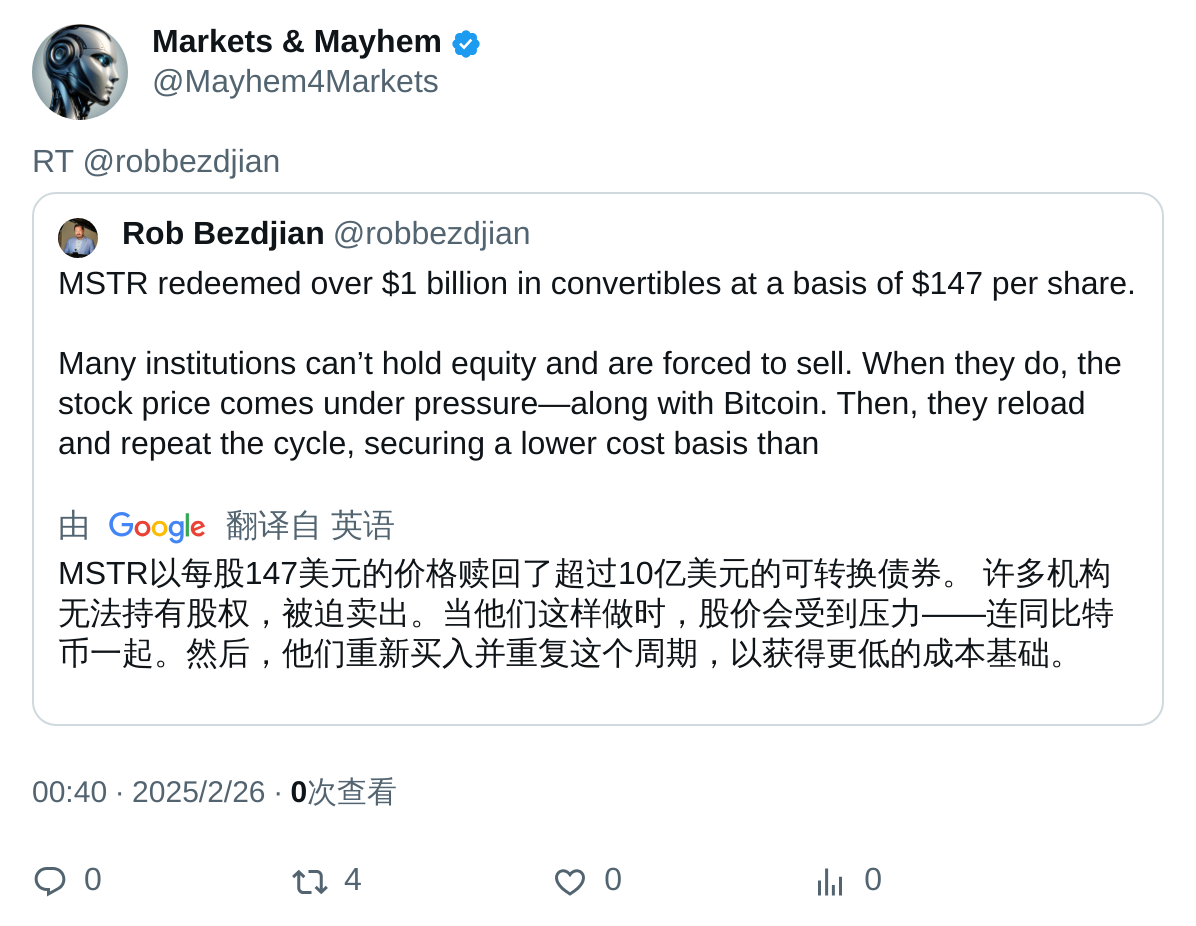 Markets & Mayhem
@Mayhem4Markets
RT @robbezdjian
Rob Bezdjian @robbezdjian
MSTR redeemed over $1 billion in convertibles at a basis of $147 per share.
Many institutions can’t hold equity and are forced to sell. When they do, the
stock price comes under pressure—along with Bitcoin. Then, they reload
and repeat the cycle, securing a lower cost basis than
由 Google 翻译自 英语
MSTR以每股147美元的价格赎回了超过10亿美元的可转换债券。 许多机构
无法持有股权，被迫卖出。当他们这样做时，股价会受到压力——连同比特
币一起。然后，他们重新买入并重复这个周期，以获得更低的成本基础。
00:40 · 2025/2/26 · 0次查看
0 4 0 0